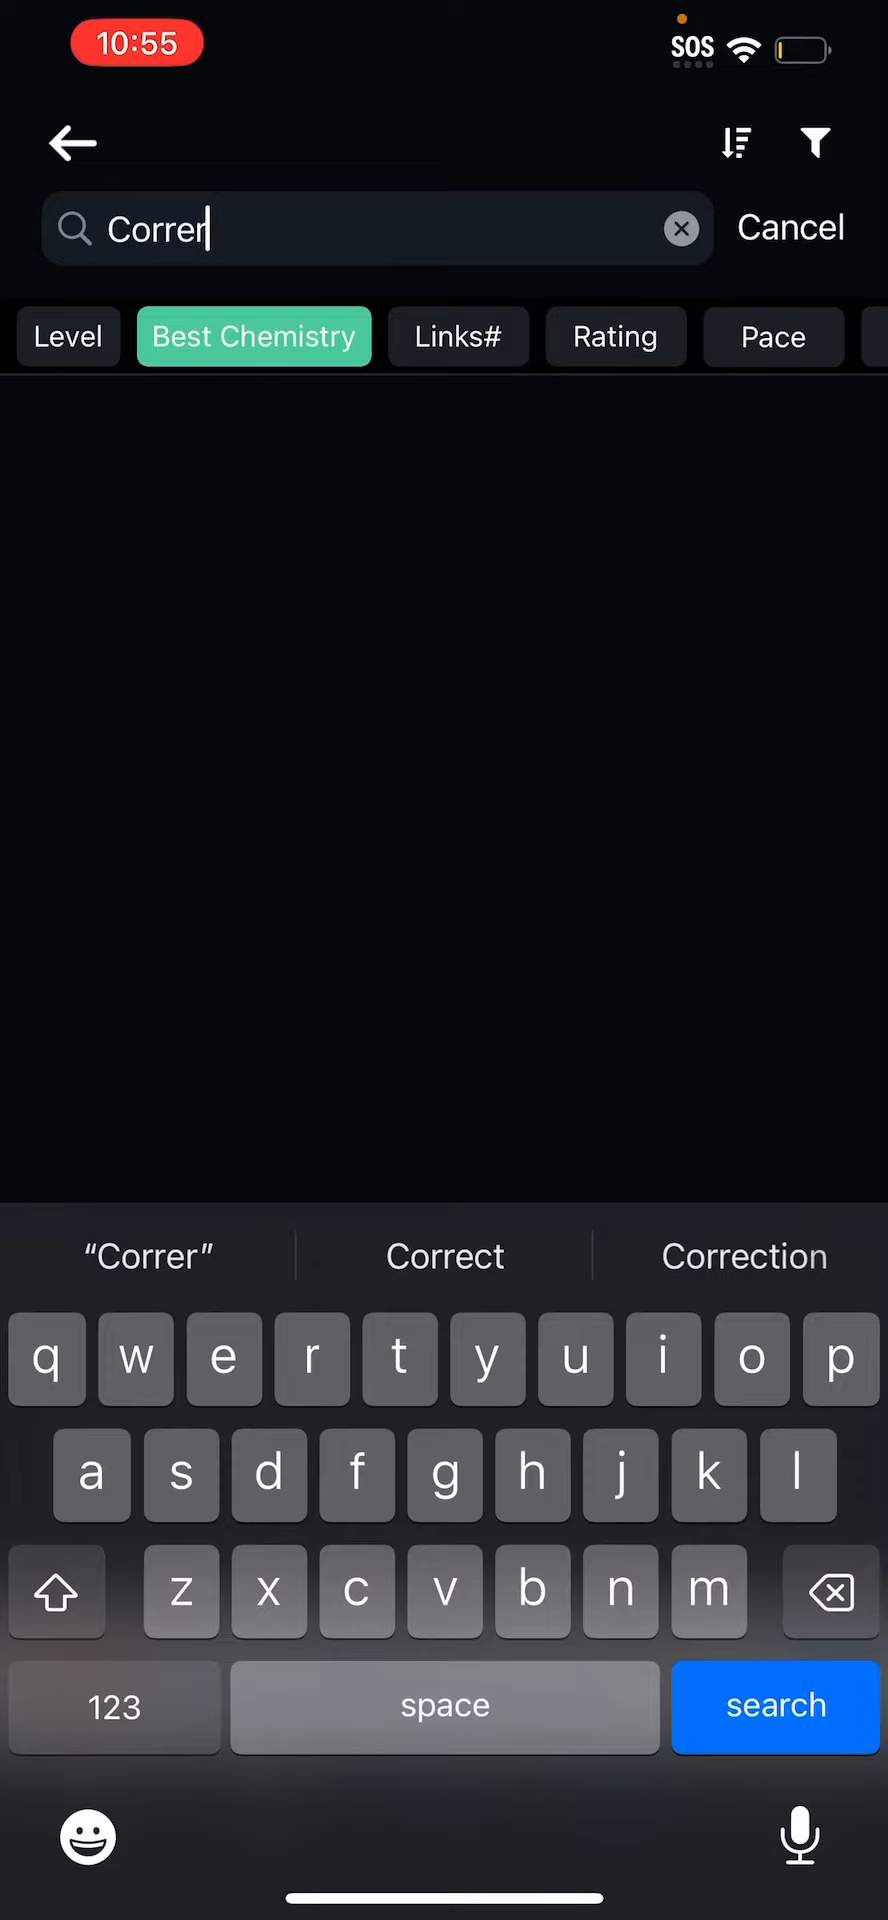 10:55 SOS
Correr Cancel
Level Best Chemistry Links# Rating Pace
“Correr” Correct Correction
q w e r t y u i o p
a s d f g h j k l
z x c v b n m
123 space search